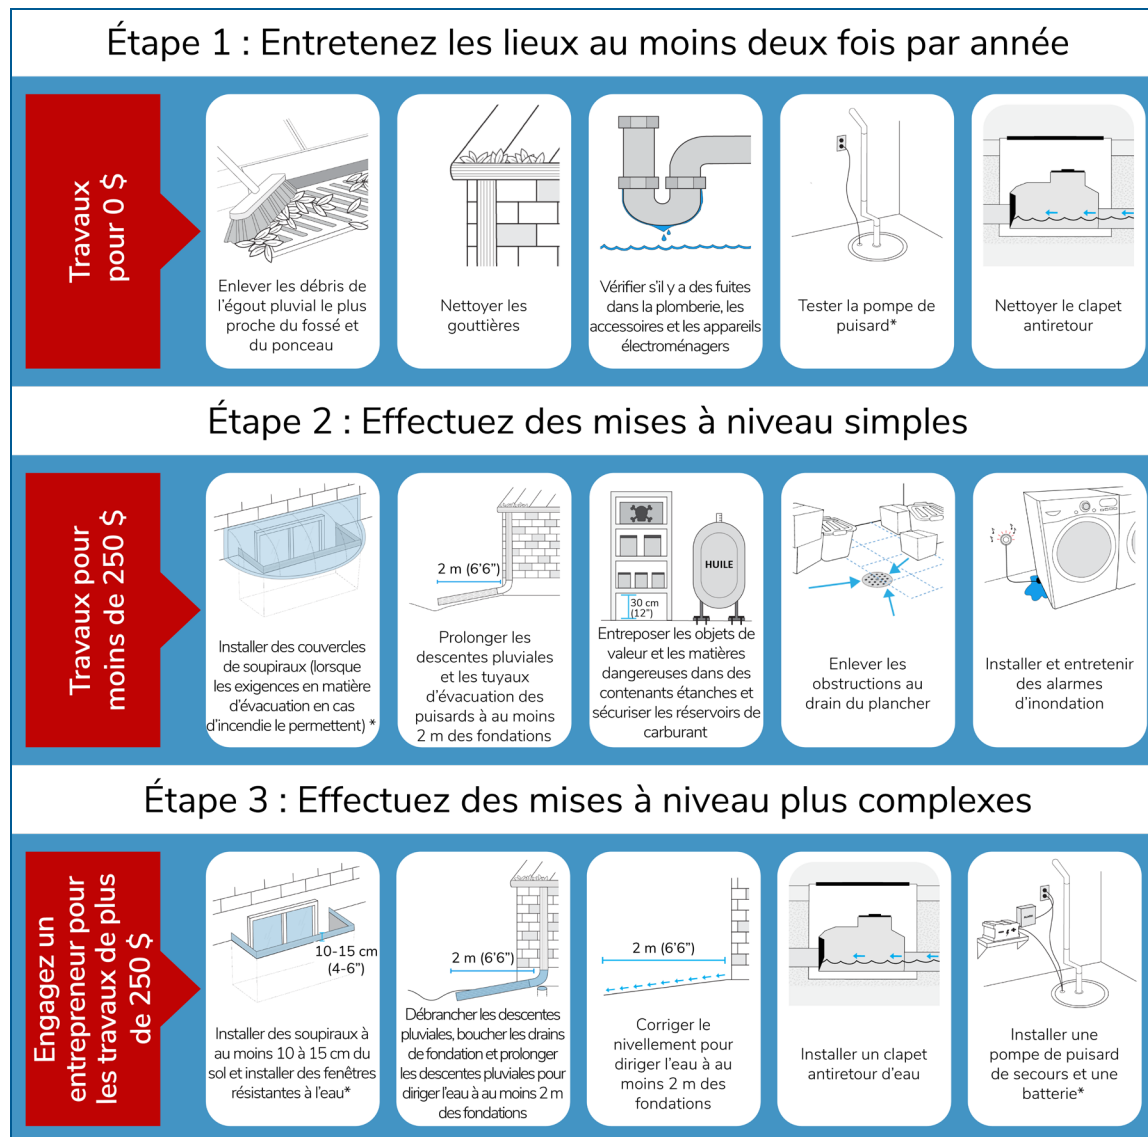 Étape 1 : Entretenez les lieux au moins deux fois par année
Travaux
pour 0 $
Enlever les débris de
l'égout pluvial le plus
proche du fossé et
du ponceau
Nettoyer les
gouttières
Vérifier s'il y a des fuites
dans la plomberie, les
accessoires et les appareils
électroménagers
Tester la pompe de
puisard*
Nettoyer le clapet
antiretour
Étape 2 : Effectuez des mises à niveau simples
Travaux pour
moins de 250 $
Installer des couvercles
de soupiraux (lorsque
les exigences en matière
d'évacuation en cas
d'incendie le permettent) *
2 m (6'6")
Prolonger les
descentes pluviales
et les tuyaux
d'évacuation des
puisards à au moins
2 m des fondations
HUILE
30 cm
(12")
Entreposer les objets de
valeur et les matières
dangereuses dans des
contenants étanches et
sécuriser les réservoirs de
carburant
Enlever les
obstructions au
drain du plancher
Installer et entretenir
des alarmes
d'inondation
Étape 3 : Effectuez des mises à niveau plus complexes
Engagez un
entrepreneur pour
les travaux de plus
de 250 $
10-15 cm
(4-6")
Installer des soupiraux à
au moins 10 à 15 cm du
sol et installer des fenêtres
résistantes à l'eau*
2 m (6'6")
Débrancher les descentes
pluviales, boucher les drains
de fondation et prolonger
les descentes pluviales pour
diriger l'eau à au moins 2 m
des fondations
2 m (6'6")
Corriger le
nivellement pour
diriger l'eau à au
moins 2 m des
fondations
Installer un clapet
antiretour d'eau
Installer une
pompe de puisard
de secours et une
batterie*